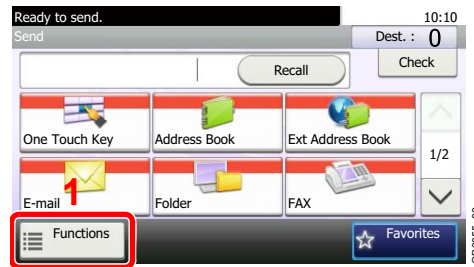 Ready to send. 10:10
Send Dest. : 0
Recall Check
One Touch Key Address Book Ext Address Book
1/2
E-mail 1 Folder FAX
Functions Favorites